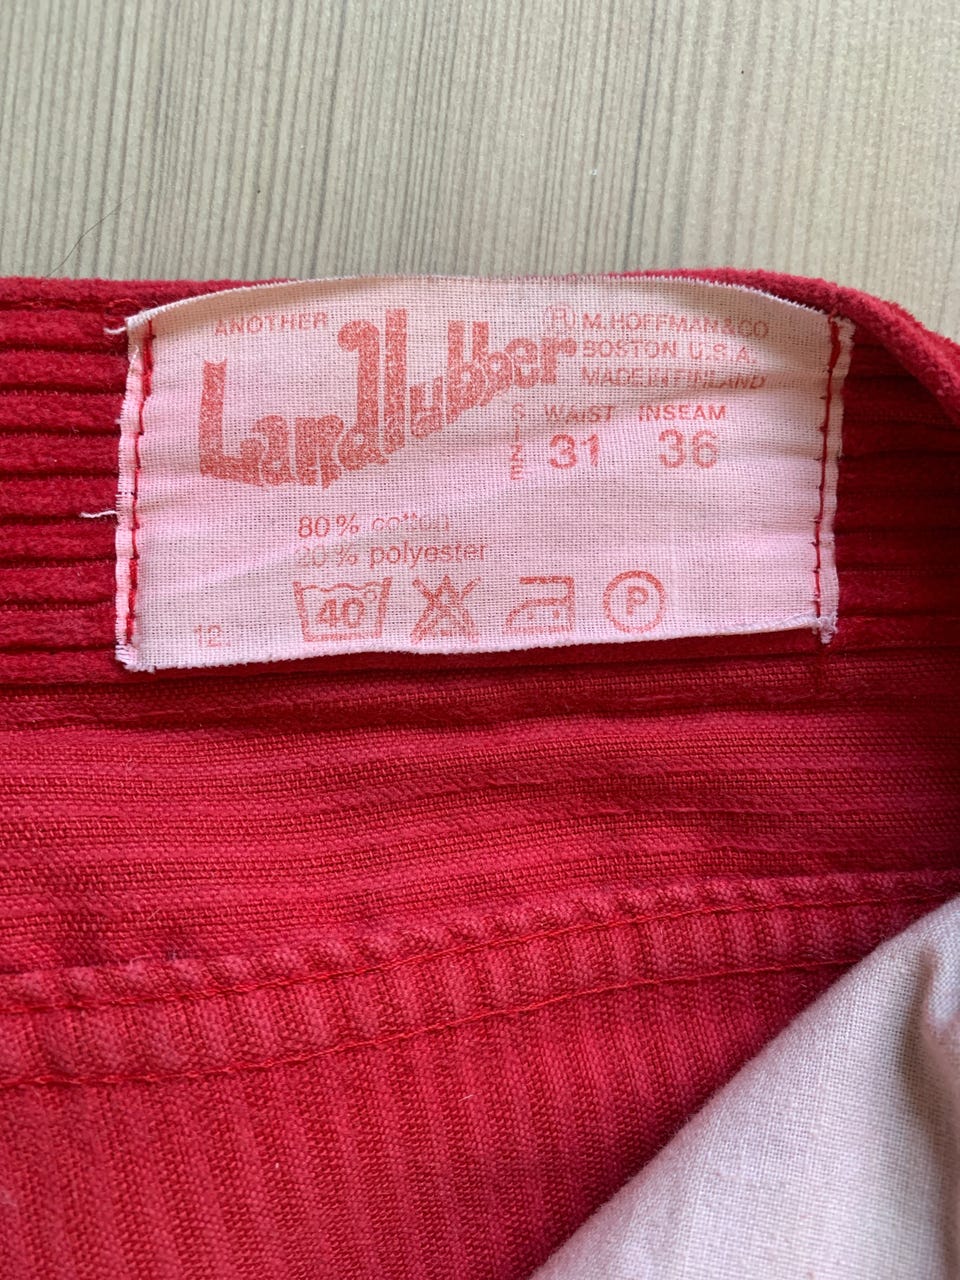 ANOTHER
Landlubber ®
M. HOFFMAN & CO
BOSTON U.S.A.
MADE IN FINLAND
SIZE
WAIST INSEAM
31 36
80% cotton
20% polyester
40°
P
12